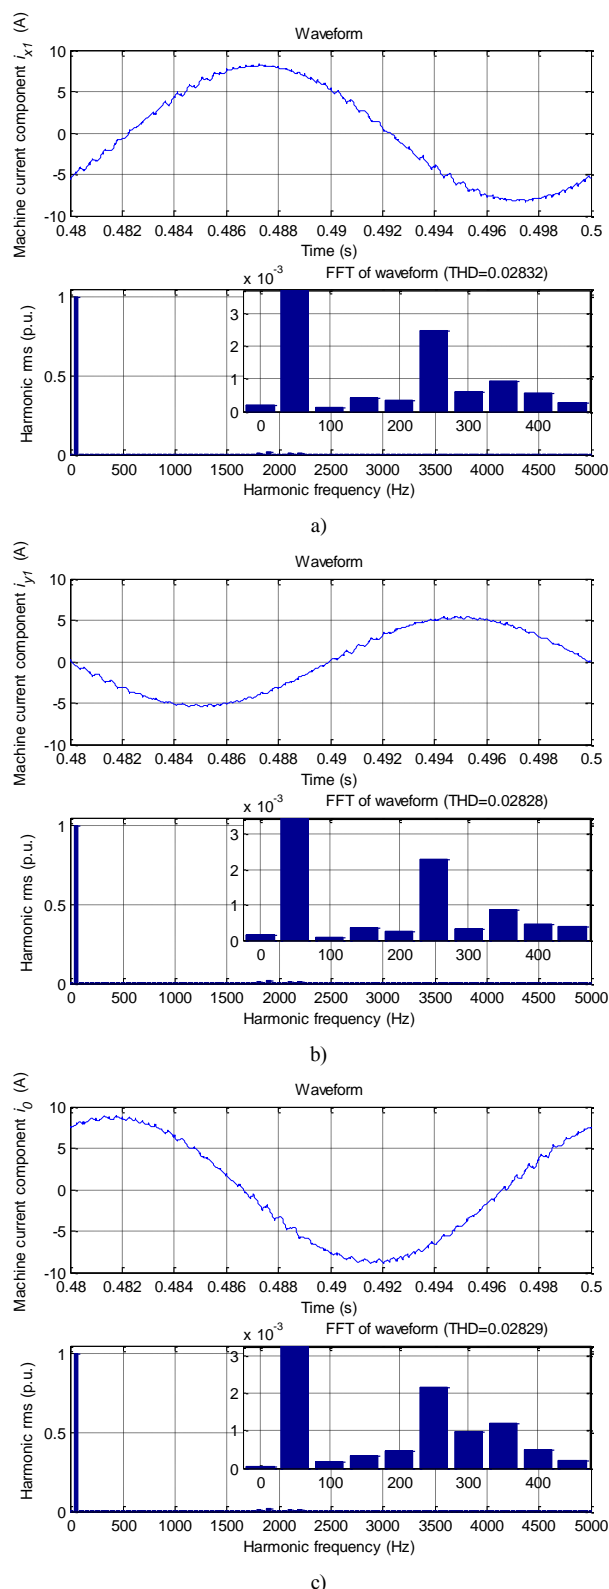 Waveform
Machine current component i_x1 (A)
10
5
0
-5
-10
0.48 0.482 0.484 0.486 0.488 0.49 0.492 0.494 0.496 0.498 0.5
Time (s)
x 10^-3 FFT of waveform (THD=0.02832)
Harmonic rms (p.u.)
1
0.5
0
3
2
1
0
0 100 200 300 400
0 500 1000 1500 2000 2500 3000 3500 4000 4500 5000
Harmonic frequency (Hz)
a)
Waveform
Machine current component i_y1 (A)
10
5
0
-5
-10
0.48 0.482 0.484 0.486 0.488 0.49 0.492 0.494 0.496 0.498 0.5
Time (s)
x 10^-3 FFT of waveform (THD=0.02828)
Harmonic rms (p.u.)
1
0.5
0
3
2
1
0
0 100 200 300 400
0 500 1000 1500 2000 2500 3000 3500 4000 4500 5000
Harmonic frequency (Hz)
b)
Waveform
Machine current component i_0 (A)
10
5
0
-5
-10
0.48 0.482 0.484 0.486 0.488 0.49 0.492 0.494 0.496 0.498 0.5
Time (s)
x 10^-3 FFT of waveform (THD=0.02829)
Harmonic rms (p.u.)
1
0.5
0
3
2
1
0
0 100 200 300 400
0 500 1000 1500 2000 2500 3000 3500 4000 4500 5000
Harmonic frequency (Hz)
c)